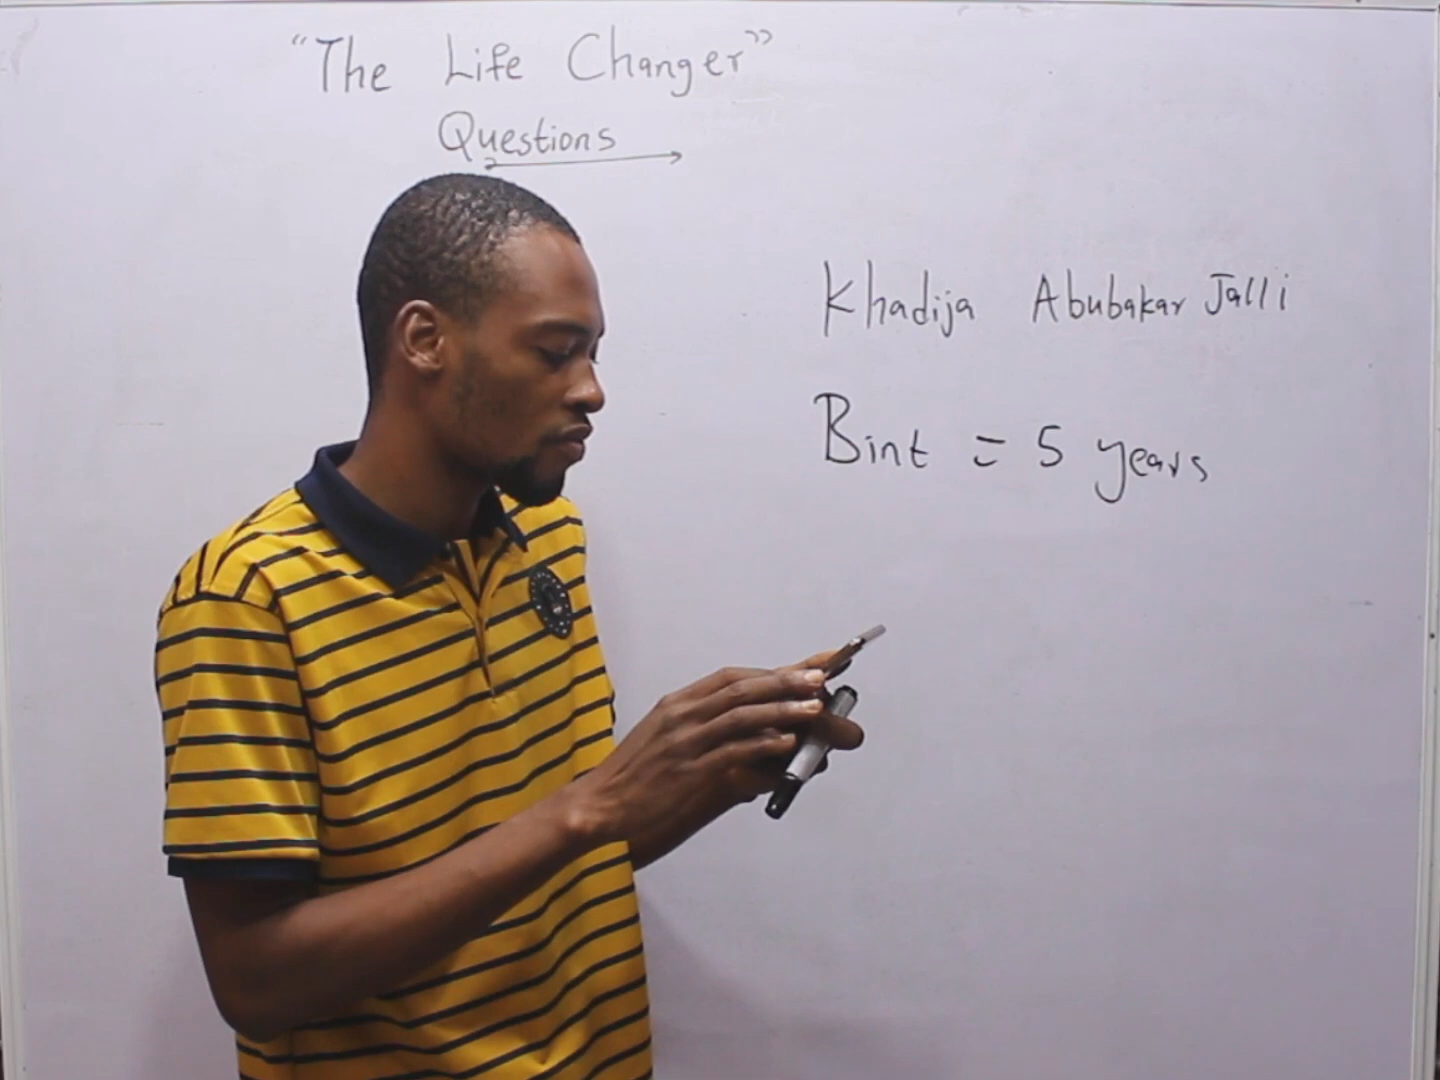 “The Life Changer”
Questions
Khadija Abubakar Jalli
Bint = 5 years